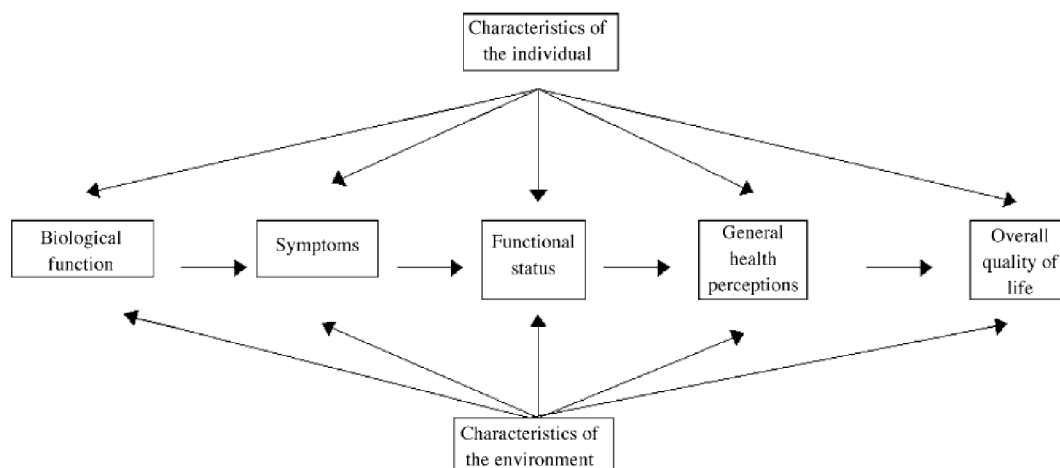 Characteristics of
the individual
Biological
function
Symptoms
Functional
status
General
health
perceptions
Overall
quality of
life
Characteristics of
the environment